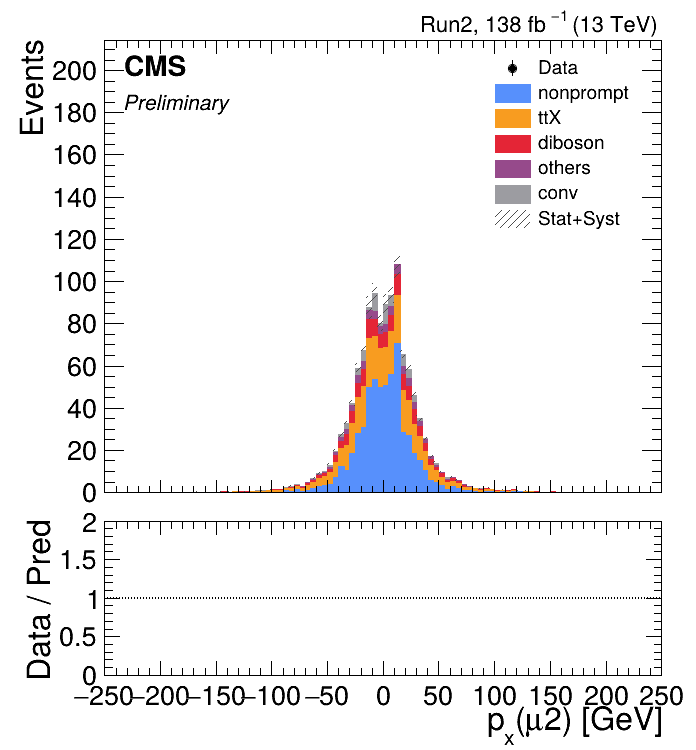 Run2, 138 fb⁻¹ (13 TeV)
CMS
Preliminary
Events
200
180
160
140
120
100
80
60
40
20
0
Data
nonprompt
ttX
diboson
others
conv
Stat+Syst
Data / Pred
2
1.5
1
0.5
0
−250 −200 −150 −100 −50 0 50 100 150 200 250
pₓ(μ2) [GeV]